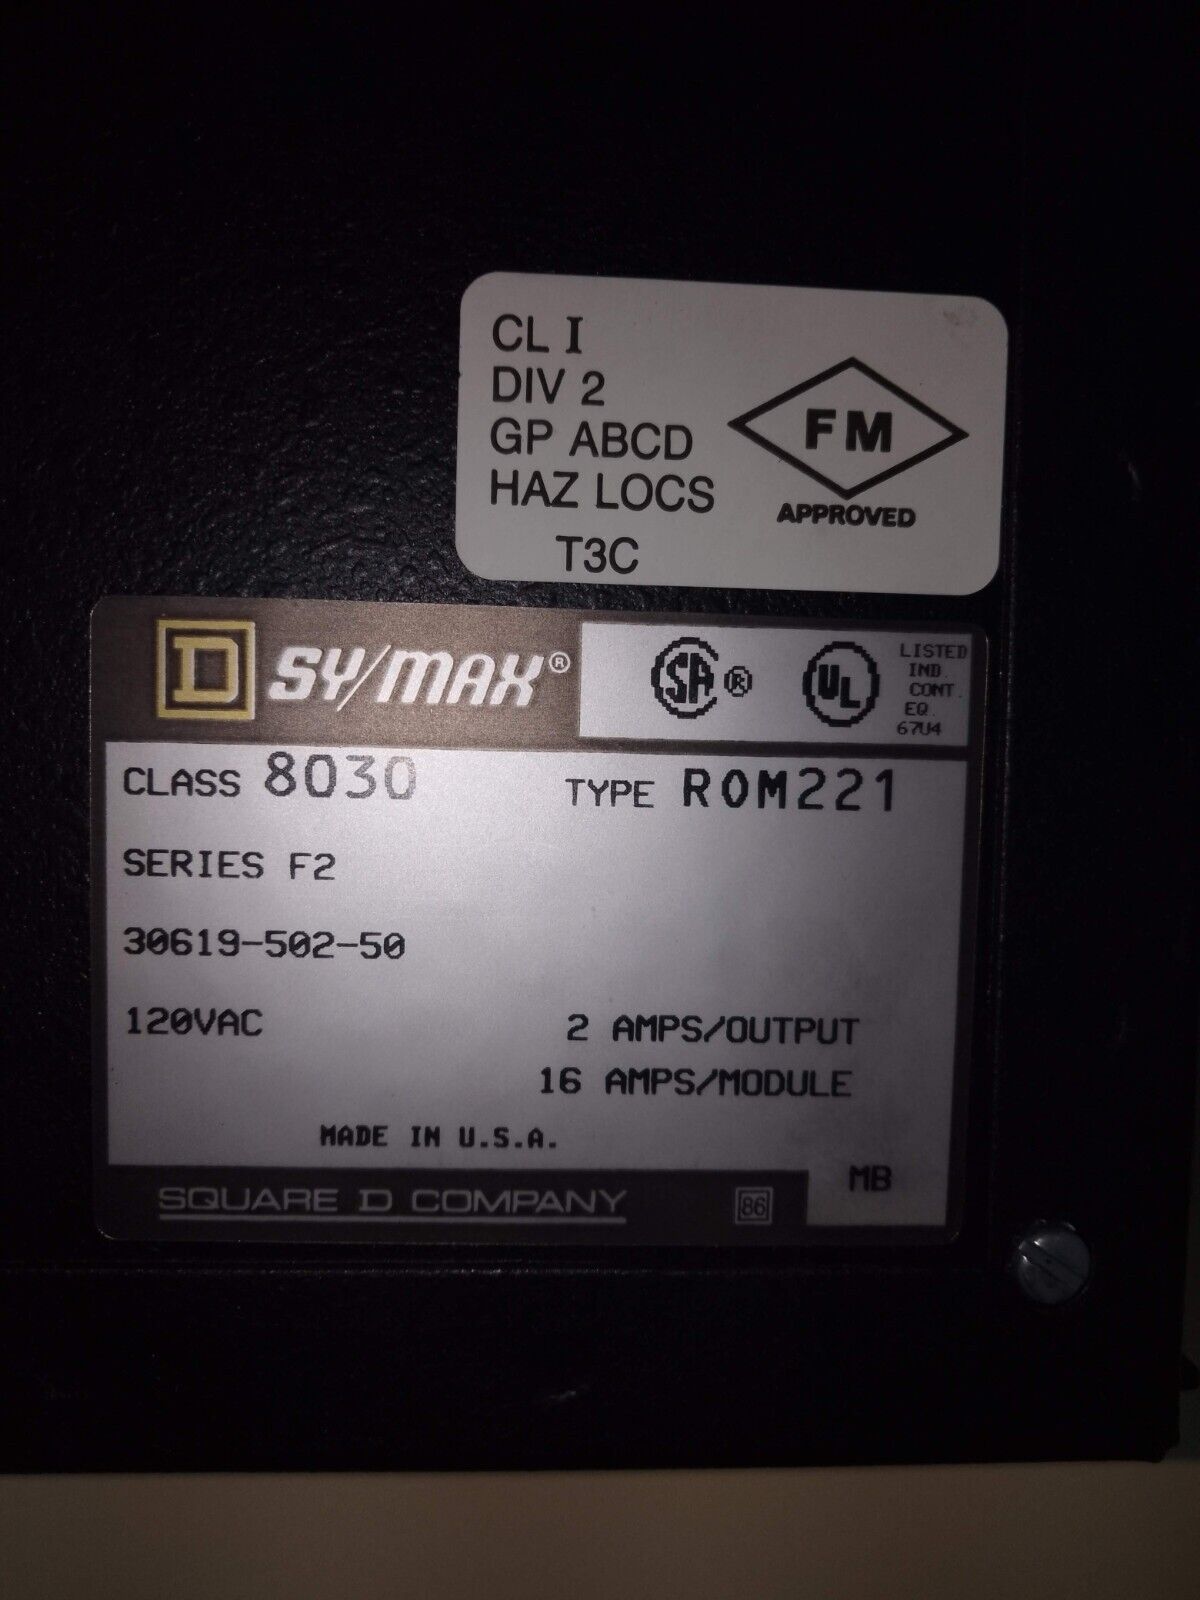 CL I
DIV 2
GP ABCD
HAZ LOCS
T3C
FM
APPROVED
D SY/MAX®
SA ®
UL
LISTED
IND.
CONT.
EQ.
67U4
CLASS 8030 TYPE ROM221
SERIES F2
30619-502-50
120VAC 2 AMPS/OUTPUT
16 AMPS/MODULE
MADE IN U.S.A.
SQUARE D COMPANY 86 MB